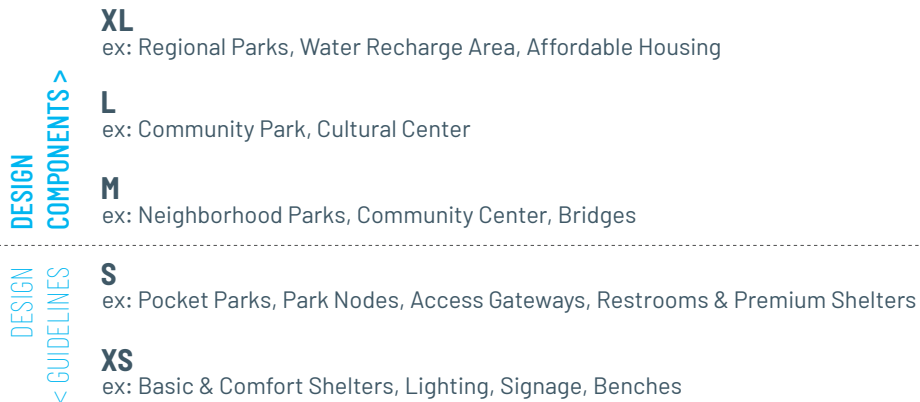 XL
ex: Regional Parks, Water Recharge Area, Affordable Housing
L
ex: Community Park, Cultural Center
M
ex: Neighborhood Parks, Community Center, Bridges
DESIGN
COMPONENTS >
S
ex: Pocket Parks, Park Nodes, Access Gateways, Restrooms & Premium Shelters
XS
ex: Basic & Comfort Shelters, Lighting, Signage, Benches
DESIGN
< GUIDELINES